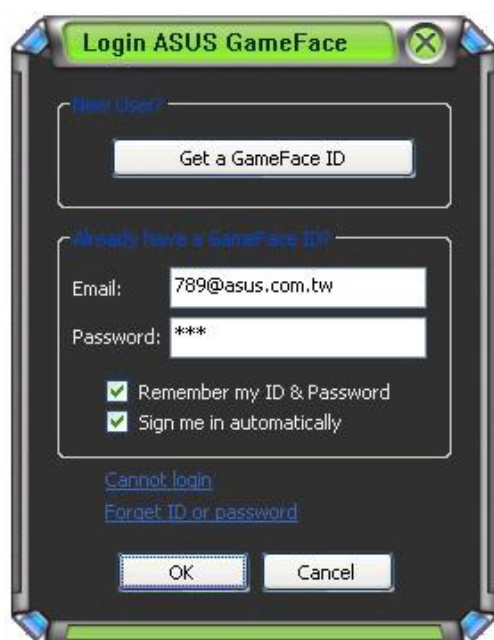 Login ASUS GameFace
New User?
Get a GameFace ID
Already have a GameFace ID?
Email:
789@asus.com.tw
Password:
***
Remember my ID & Password
Sign me in automatically
Cannot login
Forget ID or password
OK
Cancel